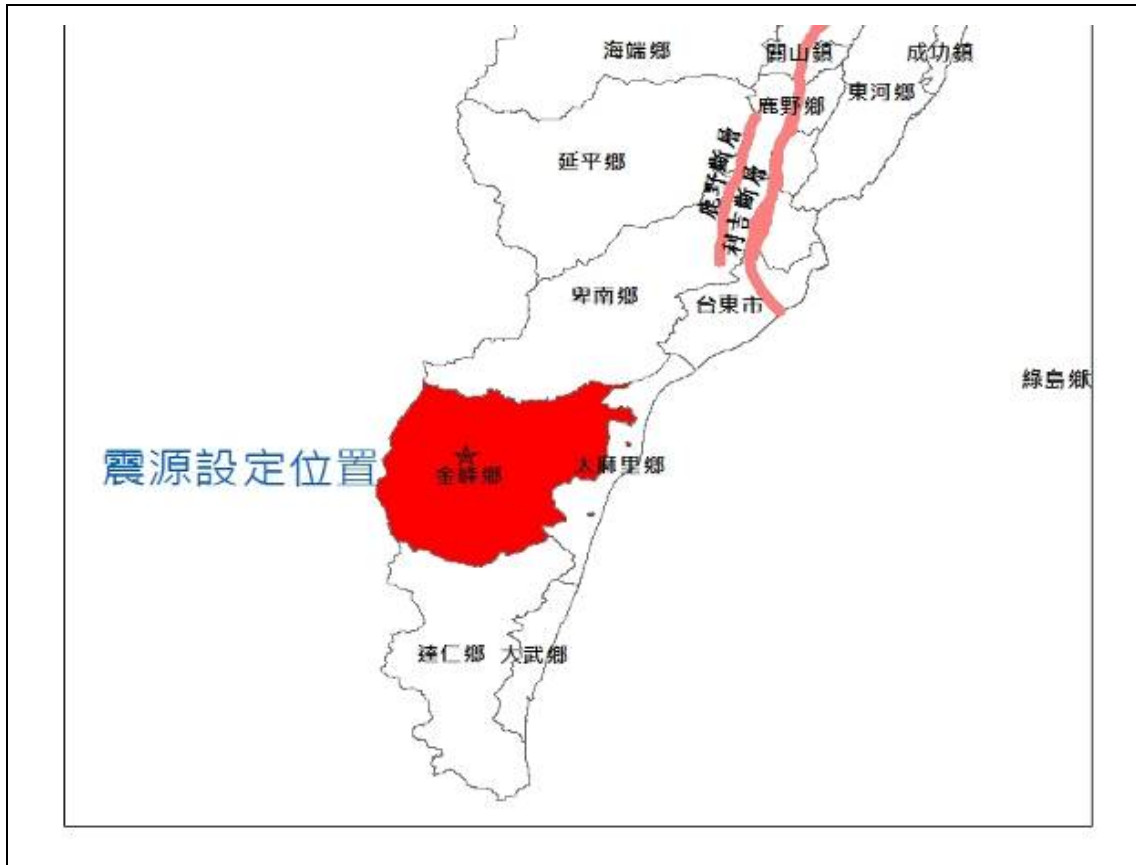 海端鄉
關山鎮
成功鎮
鹿野鄉
東河鄉
延平鄉
鹿野斷層
利吉斷層
卑南鄉
台東市
綠島鄉
震源設定位置
金峰鄉
太麻里鄉
達仁鄉
大武鄉